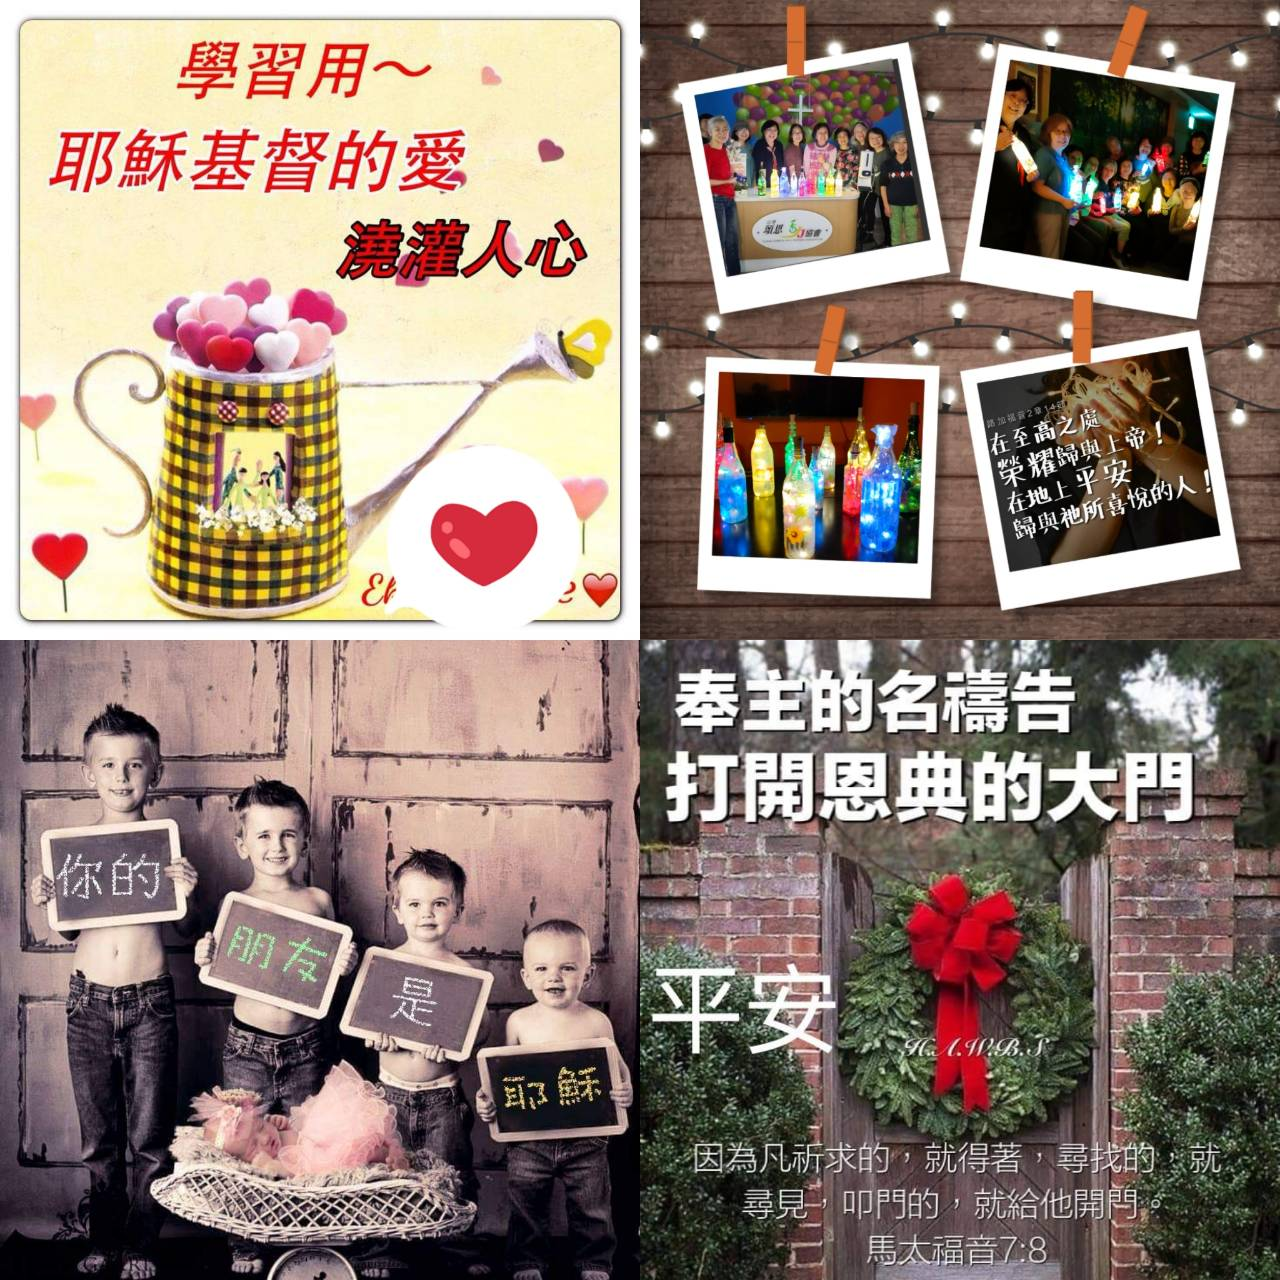 學習用～
耶穌基督的愛
澆灌人心
頌恩
協會
路加福音2章14節
在至高之處
榮耀歸與上帝！
在地上平安
歸與祂所喜悅的人！
你的
朋友
是
耶穌
奉主的名禱告
打開恩典的大門
平安
H.A.W.B.S
因為凡祈求的，就得著，尋找的，就
尋見，叩門的，就給他開門。
馬太福音7:8